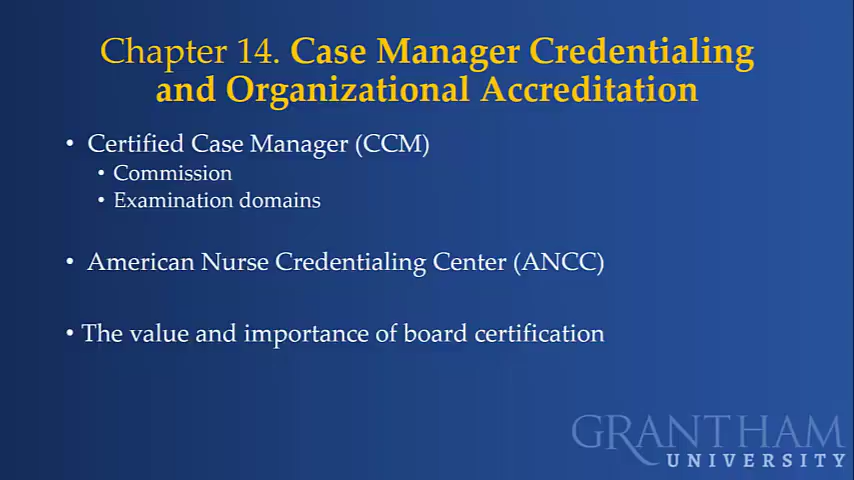 Chapter 14. Case Manager Credentialing
and Organizational Accreditation
• Certified Case Manager (CCM)
• Commission
• Examination domains
• American Nurse Credentialing Center (ANCC)
• The value and importance of board certification
GRANTHAM
UNIVERSITY